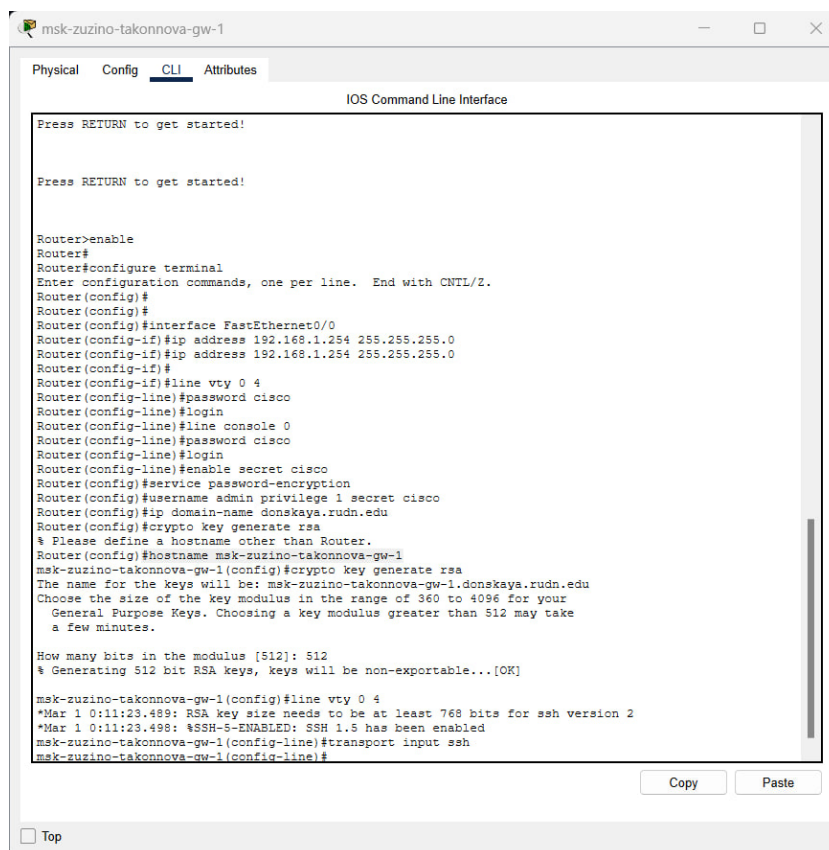 msk-zuzino-takonnova-gw-1
Physical Config CLI Attributes
IOS Command Line Interface
Press RETURN to get started!
Press RETURN to get started!
Router>enable
Router#
Router#configure terminal
Enter configuration commands, one per line.  End with CNTL/Z.
Router(config)#
Router(config)#
Router(config)#interface FastEthernet0/0
Router(config-if)#ip address 192.168.1.254 255.255.255.0
Router(config-if)#ip address 192.168.1.254 255.255.255.0
Router(config-if)#
Router(config-if)#line vty 0 4
Router(config-line)#password cisco
Router(config-line)#login
Router(config-line)#line console 0
Router(config-line)#password cisco
Router(config-line)#login
Router(config-line)#enable secret cisco
Router(config)#service password-encryption
Router(config)#username admin privilege 1 secret cisco
Router(config)#ip domain-name donskaya.rudn.edu
Router(config)#crypto key generate rsa
% Please define a hostname other than Router.
Router(config)#hostname msk-zuzino-takonnova-gw-1
msk-zuzino-takonnova-gw-1(config)#crypto key generate rsa
The name for the keys will be: msk-zuzino-takonnova-gw-1.donskaya.rudn.edu
Choose the size of the key modulus in the range of 360 to 4096 for your
General Purpose Keys. Choosing a key modulus greater than 512 may take
a few minutes.
How many bits in the modulus [512]: 512
% Generating 512 bit RSA keys, keys will be non-exportable...[OK]
msk-zuzino-takonnova-gw-1(config)#line vty 0 4
*Mar 1 0:11:23.489: RSA key size needs to be at least 768 bits for ssh version 2
*Mar 1 0:11:23.498: %SSH-5-ENABLED: SSH 1.5 has been enabled
msk-zuzino-takonnova-gw-1(config-line)#transport input ssh
msk-zuzino-takonnova-gw-1(config-line)#
Copy Paste
Top